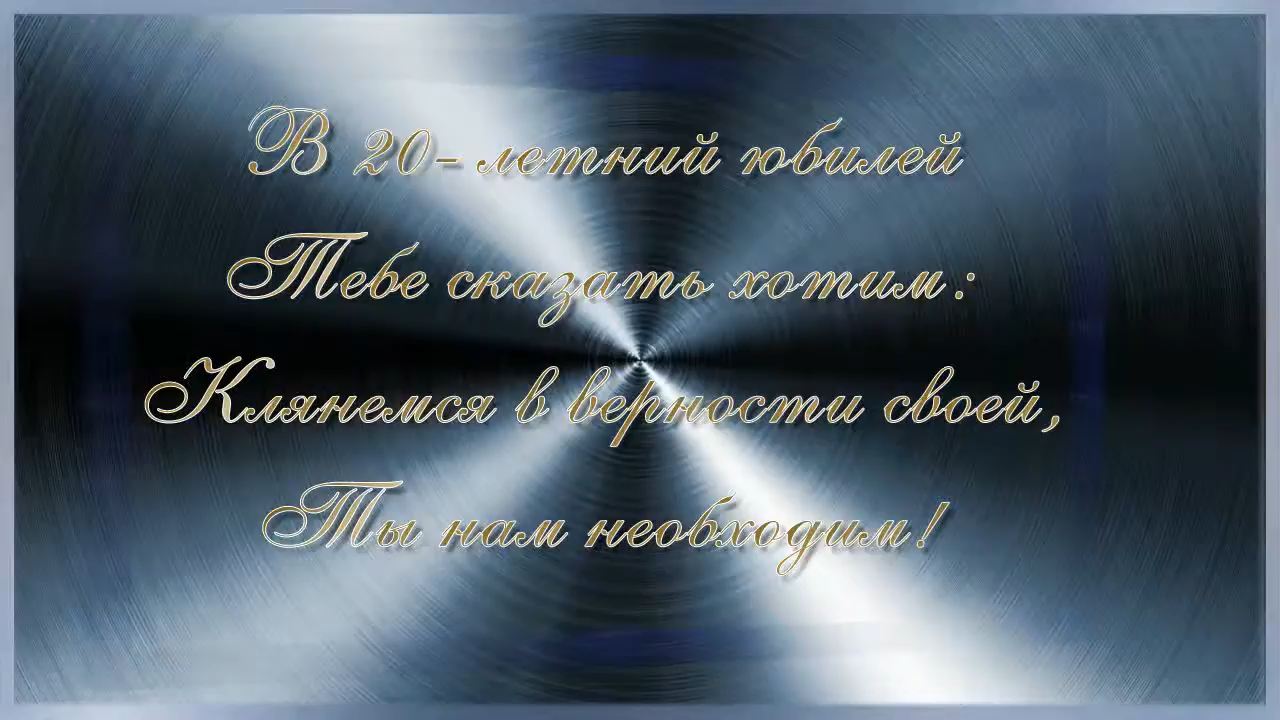 В 20- летний юбилей
Тебе сказать хотим:
Клянемся в верности своей,
Ты нам необходим!